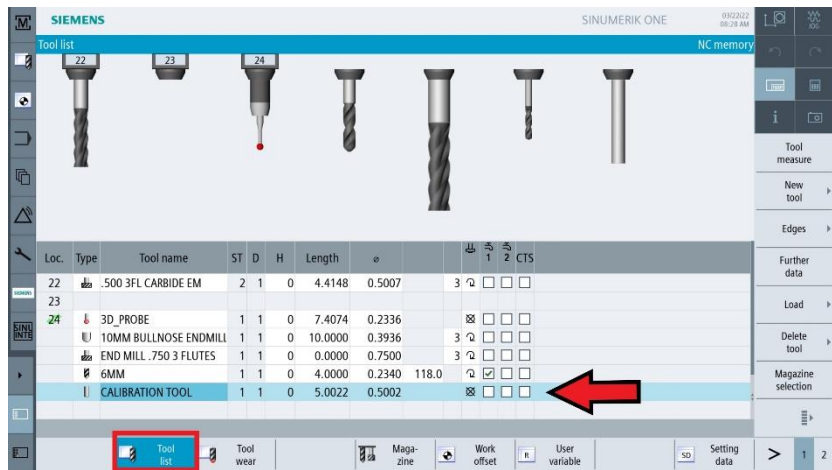 SIEMENS
SINUMERIK ONE
03/22/22
08:28 AM
JOG
Tool list
NC memory
22
23
24
Loc. Type Tool name ST D H Length ø 1 2 CTS
22 .500 3FL CARBIDE EM 2 1 0 4.4148 0.5007 3
23
24 3D_PROBE 1 1 0 7.4074 0.2336
10MM BULLNOSE ENDMILL 1 1 0 10.0000 0.3936 3
END MILL .750 3 FLUTES 1 1 0 0.0000 0.7500 3
6MM 1 1 0 4.0000 0.2340 118.0
CALIBRATION TOOL 1 1 0 5.0022 0.5002
Tool
measure
New
tool
Edges
Further
data
Load
Delete
tool
Magazine
selection
M
SIEMENS
SINU
INTE
i
Tool
list
Tool
wear
Maga-
zine
Work
offset
R
User
variable
SD
Setting
data
> 1 2